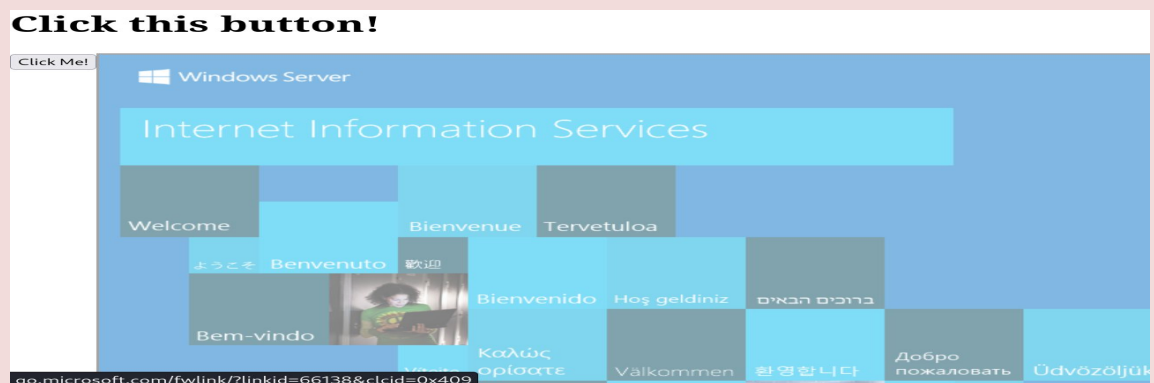 Click this button!
Click Me!
Windows Server
Internet Information Services
Welcome
Bienvenue
Tervetuloa
ようこそ
Benvenuto
歡迎
Bienvenido
Hoş geldiniz
ברוכים הבאים
Bem-vindo
Vítejte
Καλώς
ορίσατε
Välkommen
환영합니다
Добро
пожаловать
Üdvözöljük
go.microsoft.com/fwlink/?linkid=66138&clcid=0x409